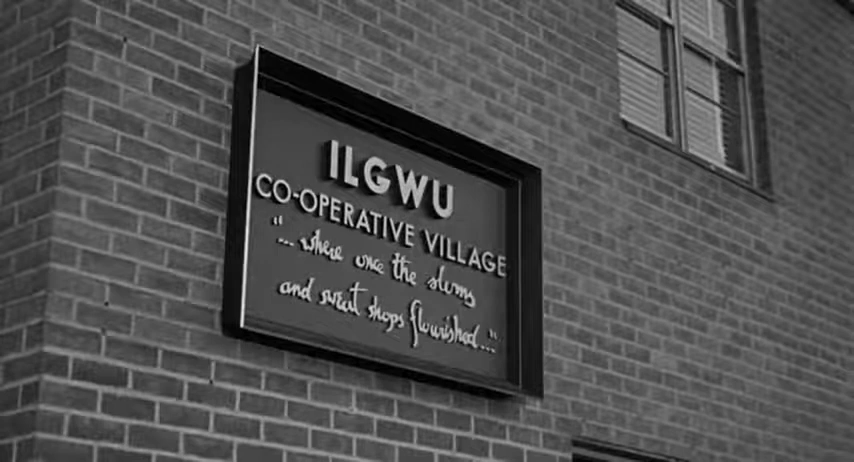 ILGWU
CO-OPERATIVE VILLAGE
"... where once the slums
and sweat shops flourished..."